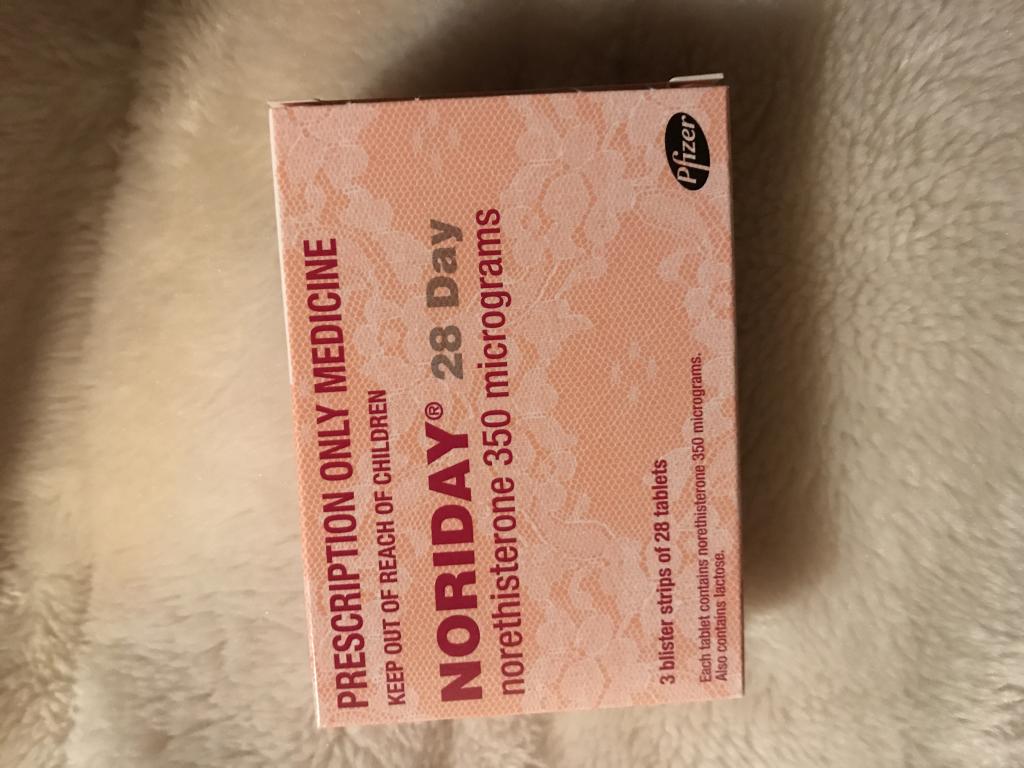 PRESCRIPTION ONLY MEDICINE
KEEP OUT OF REACH OF CHILDREN
NORIDAY® 28 Day
norethisterone 350 micrograms
3 blister strips of 28 tablets
Each tablet contains norethisterone 350 micrograms.
Also contains lactose.
Pfizer